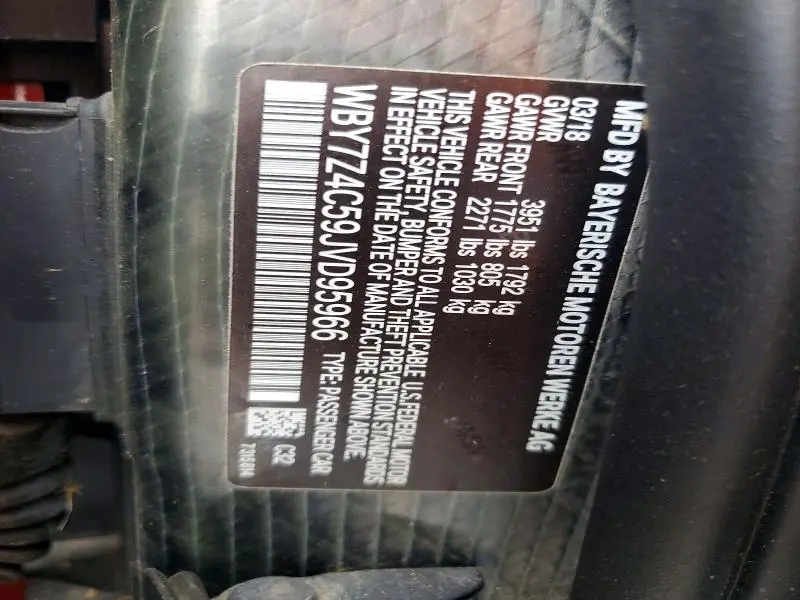 MFD BY BAYERISCHE MOTOREN WERKE AG
03/18
GVWR 3951 lbs 1792 kg
GAWR FRONT 1775 lbs 805 kg
GAWR REAR 2271 lbs 1030 kg
THIS VEHICLE CONFORMS TO ALL APPLICABLE U.S.FEDERAL MOTOR
VEHICLE SAFETY, BUMPER AND THEFT PREVENTION STANDARDS
IN EFFECT ON THE DATE OF MANUFACTURE SHOWN ABOVE.
WBY7Z4C59JVD95966 TYPE: PASSENGER CAR
C32